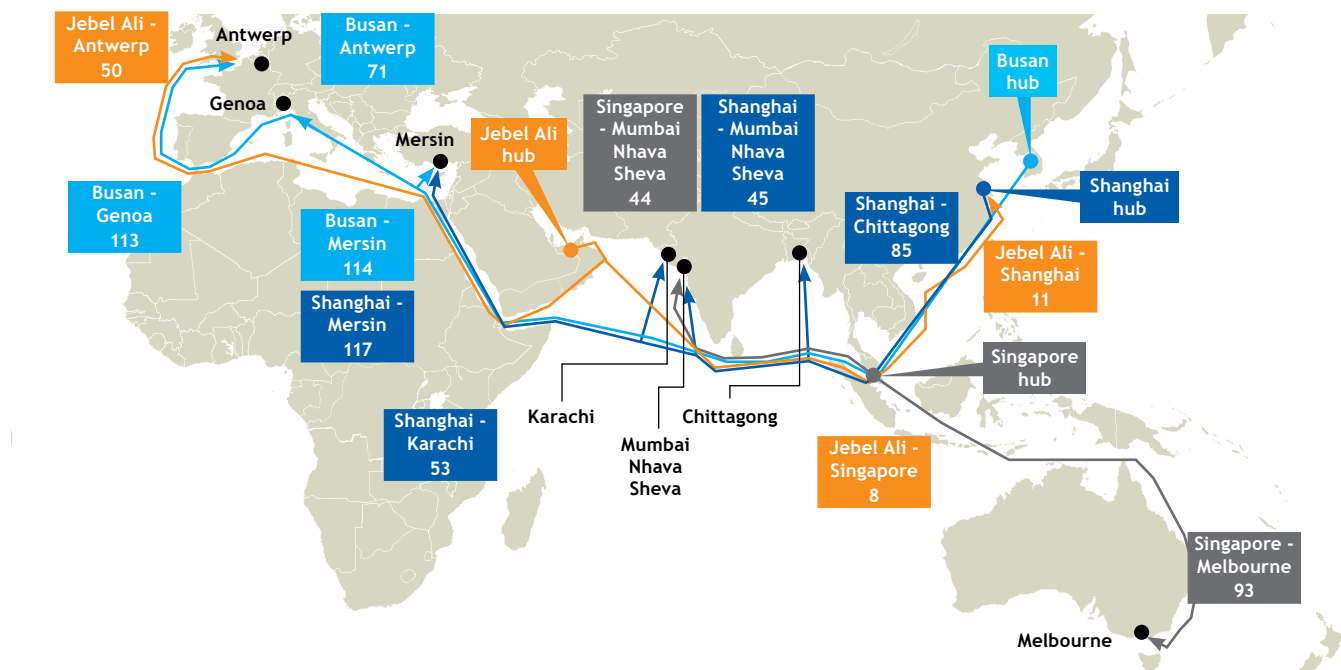 Jebel Ali -
Antwerp
50
Antwerp
Busan -
Antwerp
71
Genoa
Mersin
Jebel Ali
hub
Singapore
- Mumbai
Nhava
Sheva
44
Shanghai
- Mumbai
Nhava
Sheva
45
Busan
hub
Shanghai
hub
Busan -
Genoa
113
Busan -
Mersin
114
Shanghai -
Mersin
117
Shanghai -
Chittagong
85
Jebel Ali -
Shanghai
11
Singapore
hub
Shanghai -
Karachi
53
Karachi
Mumbai
Nhava
Sheva
Chittagong
Jebel Ali -
Singapore
8
Singapore -
Melbourne
93
Melbourne